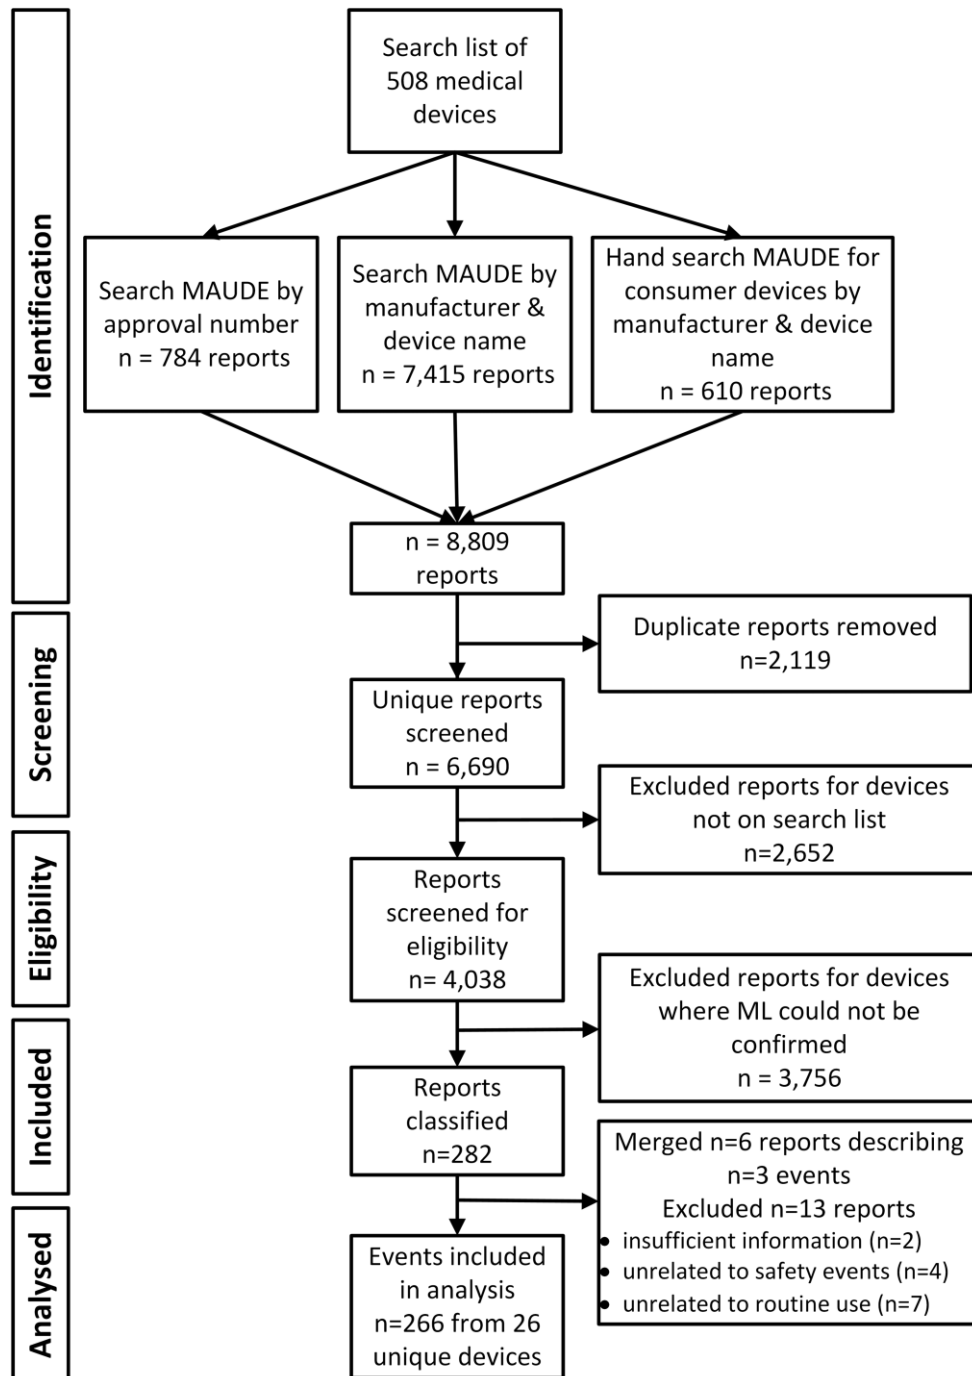 Identification
Search list of
508 medical
devices
Search MAUDE by
approval number
n = 784 reports
Search MAUDE by
manufacturer &
device name
n = 7,415 reports
Hand search MAUDE for
consumer devices by
manufacturer & device
name
n = 610 reports
n = 8,809
reports
Screening
Duplicate reports removed
n=2,119
Unique reports
screened
n = 6,690
Excluded reports for devices
not on search list
n=2,652
Eligibility
Reports
screened for
eligibility
n= 4,038
Excluded reports for devices
where ML could not be
confirmed
n = 3,756
Included
Reports
classified
n=282
Merged n=6 reports describing
n=3 events
Excluded n=13 reports
• insufficient information (n=2)
• unrelated to safety events (n=4)
• unrelated to routine use (n=7)
Analysed
Events included
in analysis
n=266 from 26
unique devices